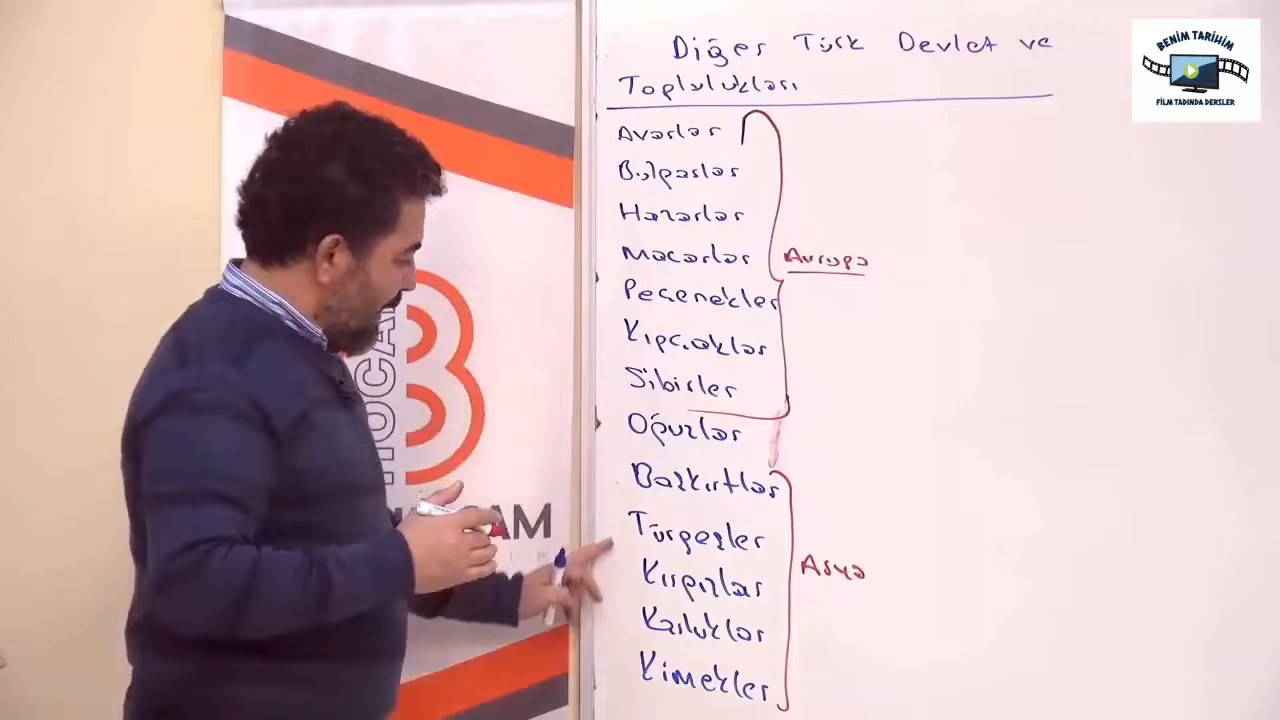 Diğer Türk Devlet ve
Toplulukları
Avarlar
Bulgarlar
Hazarlar
Macarlar
Avrupa
Peçenekler
Kıpçaklar
Sibirler
Oğuzlar
Başkırtlar
Türgeşler
Kırgızlar
Asya
Karluklar
Kimekler
BENİM TARİHİM
FİLM TADINDA DERSLER
HOCAM